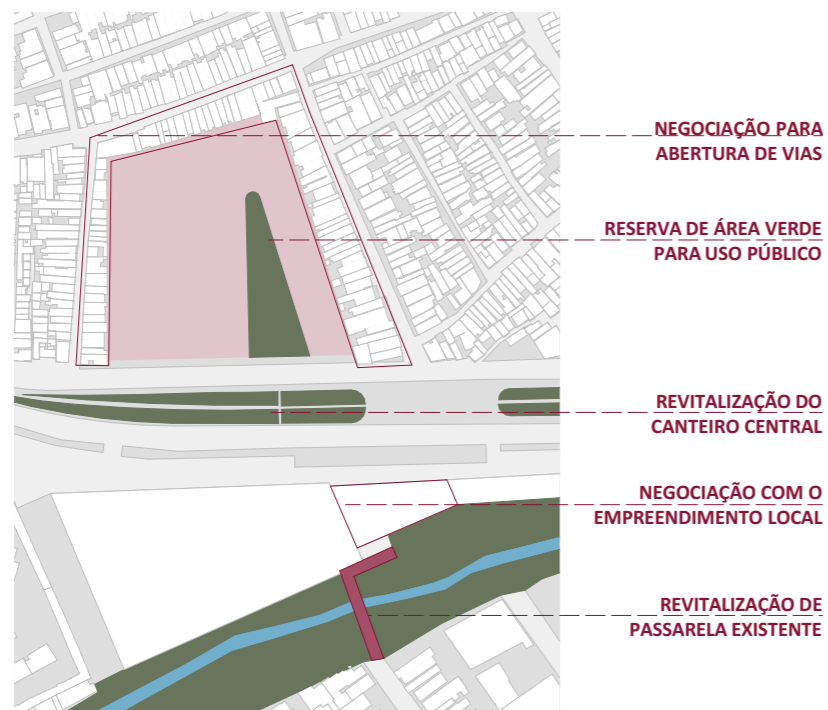 NEGOCIAÇÃO PARA
ABERTURA DE VIAS
RESERVA DE ÁREA VERDE
PARA USO PÚBLICO
REVITALIZAÇÃO DO
CANTEIRO CENTRAL
NEGOCIAÇÃO COM O
EMPREENDIMENTO LOCAL
REVITALIZAÇÃO DE
PASSARELA EXISTENTE